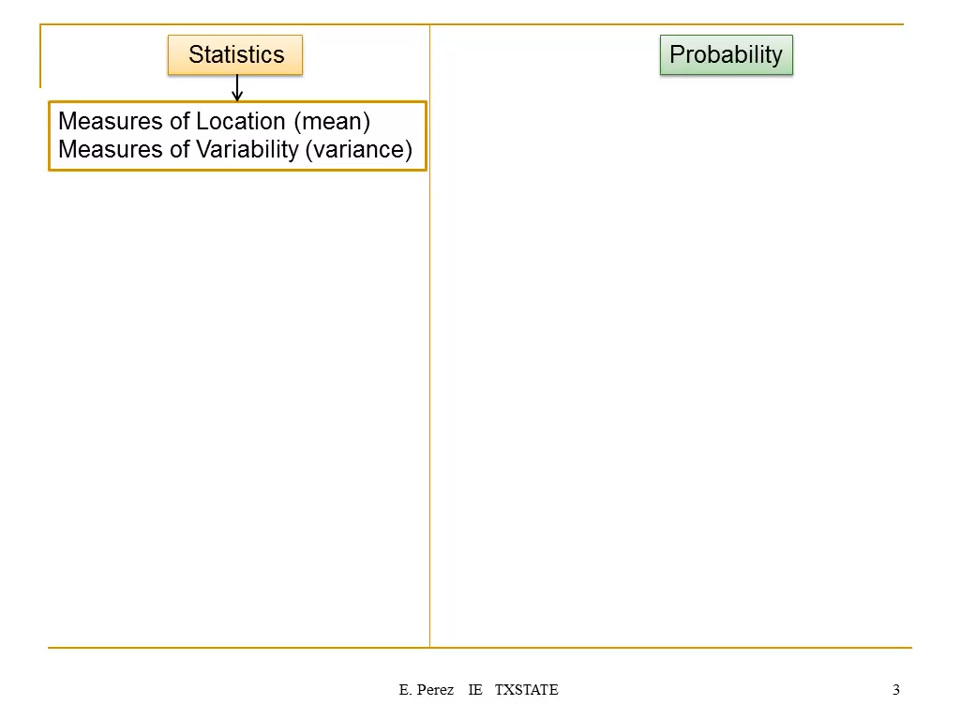 Statistics
Probability
Measures of Location (mean)
Measures of Variability (variance)
E. Perez IE TXSTATE
3